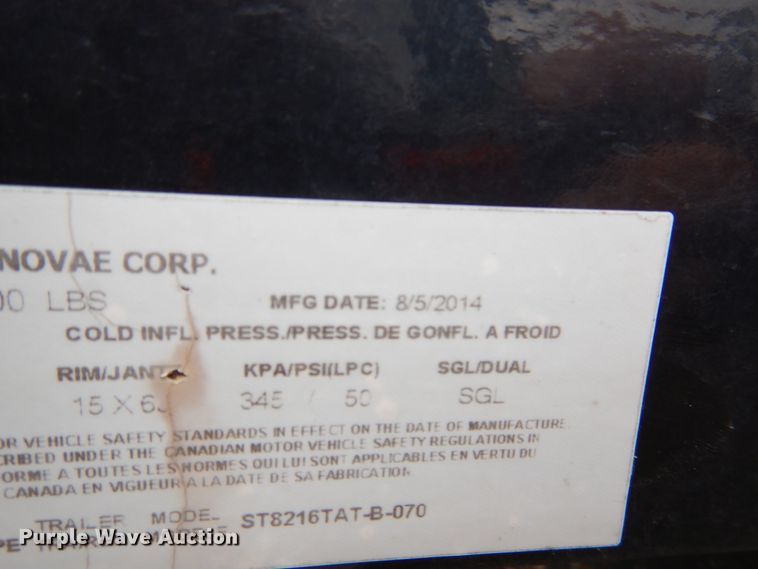 NOVAE CORP.
00 LBS MFG DATE: 8/5/2014
COLD INFL. PRESS./PRESS. DE GONFL. A FROID
RIM/JANTE KPA/PSI(LPC) SGL/DUAL
15 X 6J 345 / 50 SGL
OR VEHICLE SAFETY STANDARDS IN EFFECT ON THE DATE OF MANUFACTURE.
CRIBED UNDER THE CANADIAN MOTOR VEHICLE SAFETY REGULATIONS IN
FORME A TOUTES LES NORMES QUI LUI SONT APPLICABLES EN VERTU DU
CANADA EN VIGUEUR A LA DATE DE SA FABRICATION
TRAILER MODEL ST8216TAT-B-070
PE
Purple Wave Auction